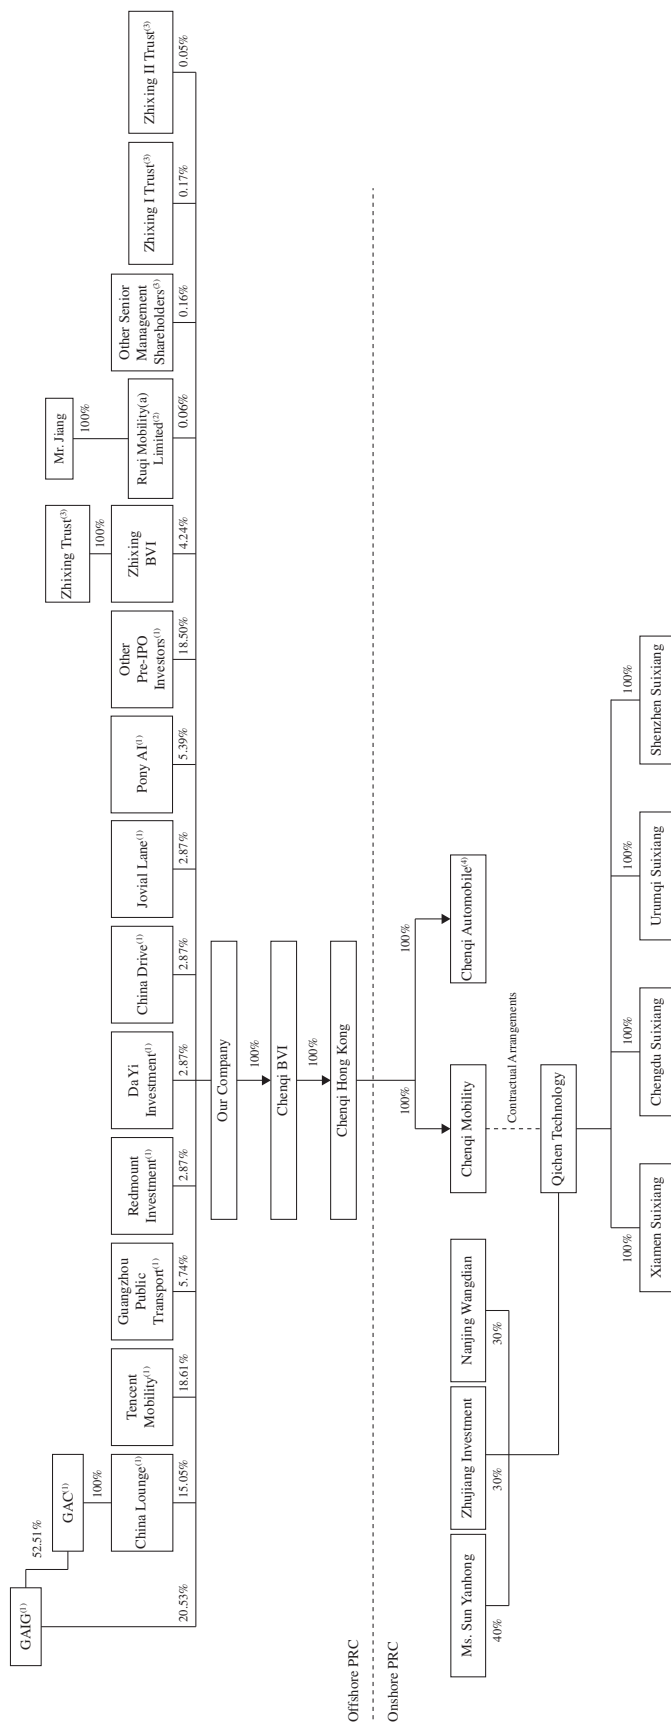 GAIG(1)
52.51%
GAC(1)
100%
Zhixing Trust(3)
100%
Mr. Jiang
100%
China Lounge(1)
Tencent
Mobility(1)
Guangzhou
Public
Transport(1)
Redmount
Investment(1)
Da Yi
Investment(1)
China Drive(1)
Jovial Lane(1)
Pony AI(1)
Other
Pre-IPO
Investors(1)
Zhixing
BVI
Ruqi Mobility(a)
Limited(2)
Other Senior
Management
Shareholders(3)
Zhixing I Trust(3)
Zhixing II Trust(3)
20.53%
15.05%
18.61%
5.74%
2.87%
2.87%
2.87%
2.87%
5.39%
18.50%
4.24%
0.06%
0.16%
0.17%
0.05%
Our Company
100%
Chenqi BVI
100%
Chenqi Hong Kong
Offshore PRC
Onshore PRC
100%
100%
Ms. Sun Yanhong
Zhujiang Investment
Nanjing Wangdian
Chenqi Mobility
Chenqi Automobile(4)
40%
30%
30%
Contractual Arrangements
Qichen Technology
100%
100%
100%
100%
Xiamen Suixiang
Chengdu Suixiang
Urumqi Suixiang
Shenzhen Suixiang